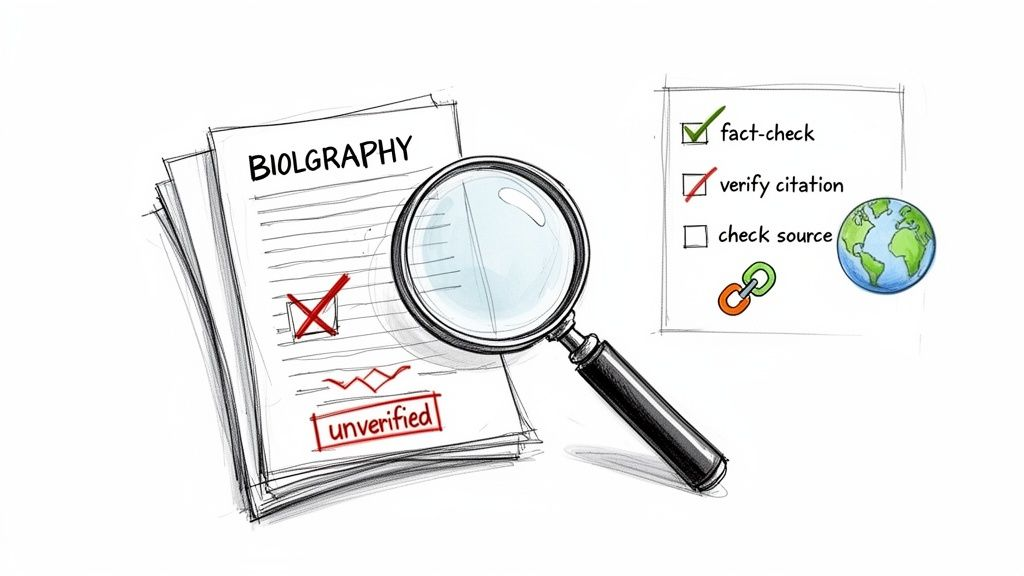 BIOLGRAPHY
unverified
fact-check
verify citation
check source